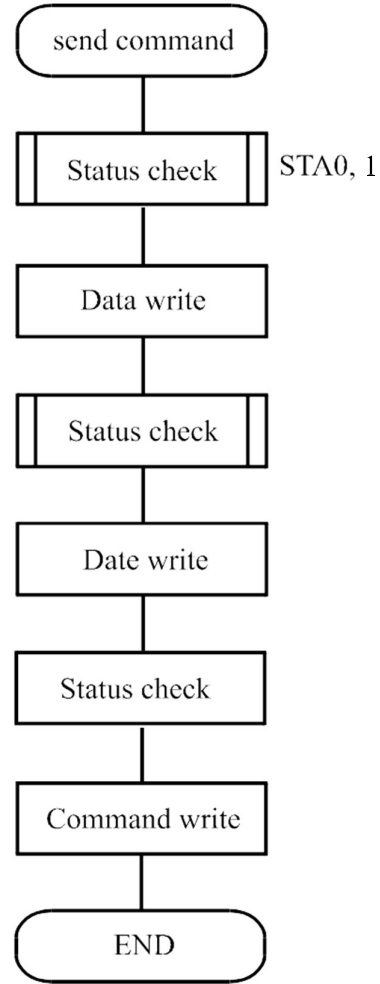 send command
Status check
STA0, 1
Data write
Status check
Date write
Status check
Command write
END